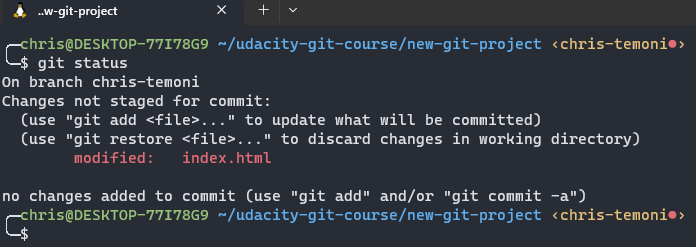 ..w-git-project
chris@DESKTOP-77I78G9 ~/udacity-git-course/new-git-project ‹chris-temoni●›
$ git status
On branch chris-temoni
Changes not staged for commit:
  (use "git add <file>..." to update what will be committed)
  (use "git restore <file>..." to discard changes in working directory)
        modified:   index.html

no changes added to commit (use "git add" and/or "git commit -a")
chris@DESKTOP-77I78G9 ~/udacity-git-course/new-git-project ‹chris-temoni●›
$